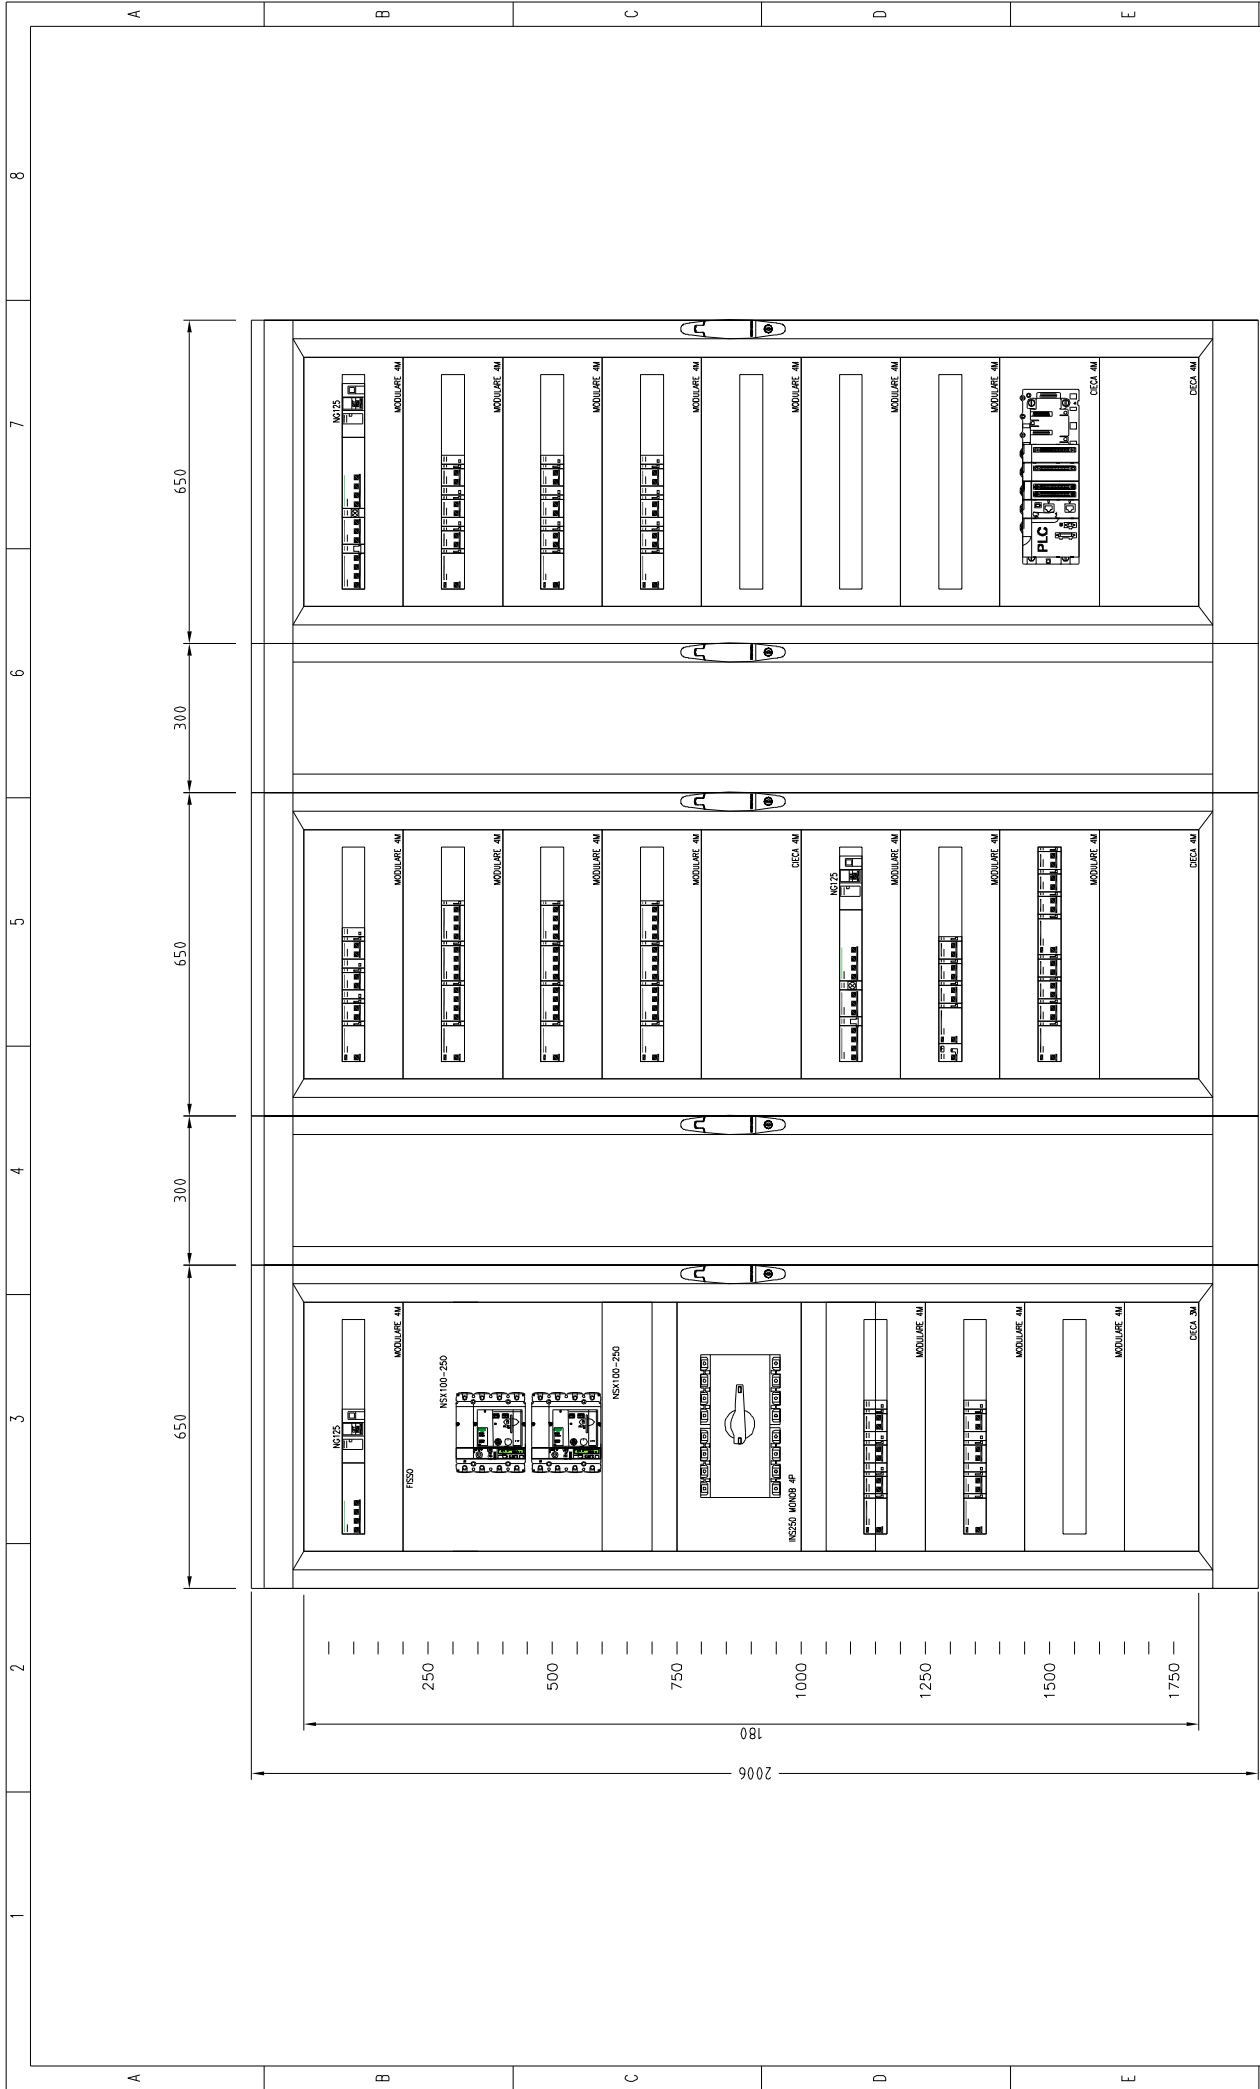 1
2
3
4
5
6
7
8
A
B
C
D
E
A
B
C
D
E
650
300
650
300
650
2006
180
250
500
750
1000
1250
1500
1750
NG125
MODULARE 4M
FISSO
NSX100-250
NSX100-250
INS250 MONOB 4P
MODULARE 4M
MODULARE 4M
CIECA 3M
MODULARE 4M
MODULARE 4M
MODULARE 4M
MODULARE 4M
CIECA 4M
NG125
MODULARE 4M
MODULARE 4M
MODULARE 4M
CIECA 4M
NG125
MODULARE 4M
MODULARE 4M
MODULARE 4M
MODULARE 4M
MODULARE 4M
MODULARE 4M
MODULARE 4M
PLC
CIECA 4M
CIECA 4M